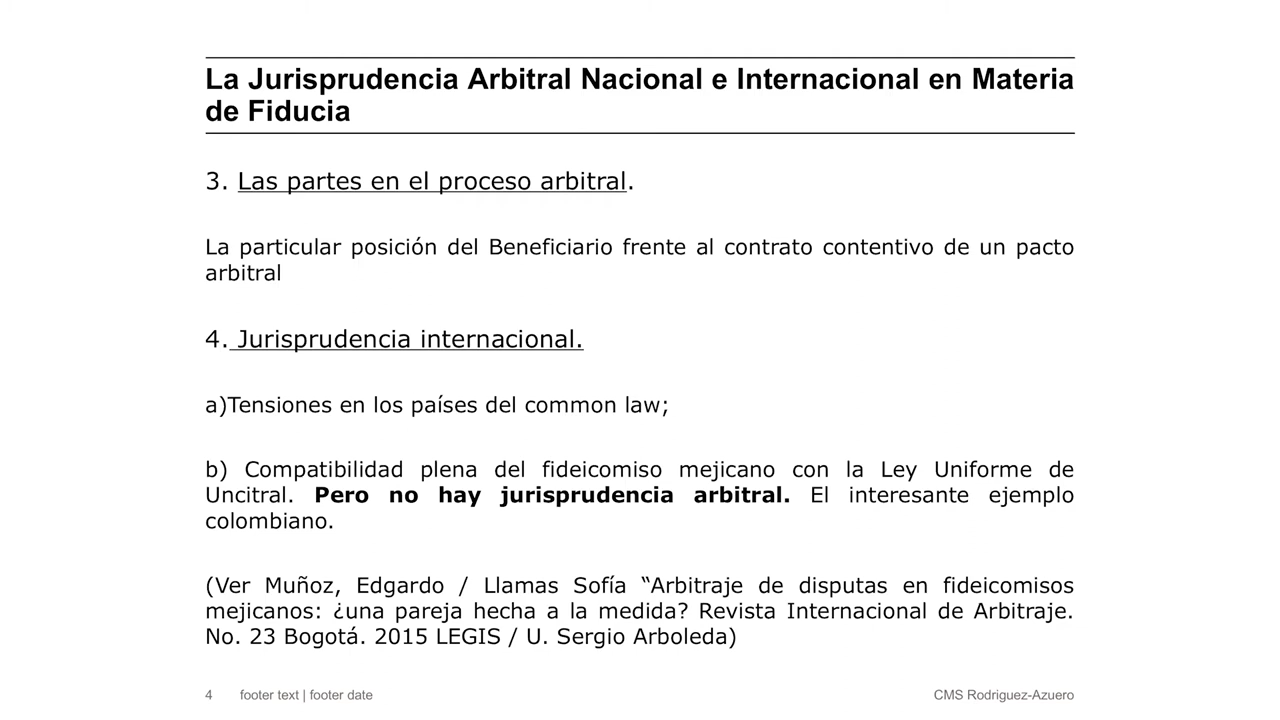 La Jurisprudencia Arbitral Nacional e Internacional en Materia
de Fiducia
3. Las partes en el proceso arbitral.
La particular posición del Beneficiario frente al contrato contentivo de un pacto
arbitral
4. Jurisprudencia internacional.
a)Tensiones en los países del common law;
b) Compatibilidad plena del fideicomiso mejicano con la Ley Uniforme de
Uncitral. Pero no hay jurisprudencia arbitral. El interesante ejemplo
colombiano.
(Ver Muñoz, Edgardo / Llamas Sofía “Arbitraje de disputas en fideicomisos
mejicanos: ¿una pareja hecha a la medida? Revista Internacional de Arbitraje.
No. 23 Bogotá. 2015 LEGIS / U. Sergio Arboleda)
4 footer text | footer date CMS Rodriguez-Azuero